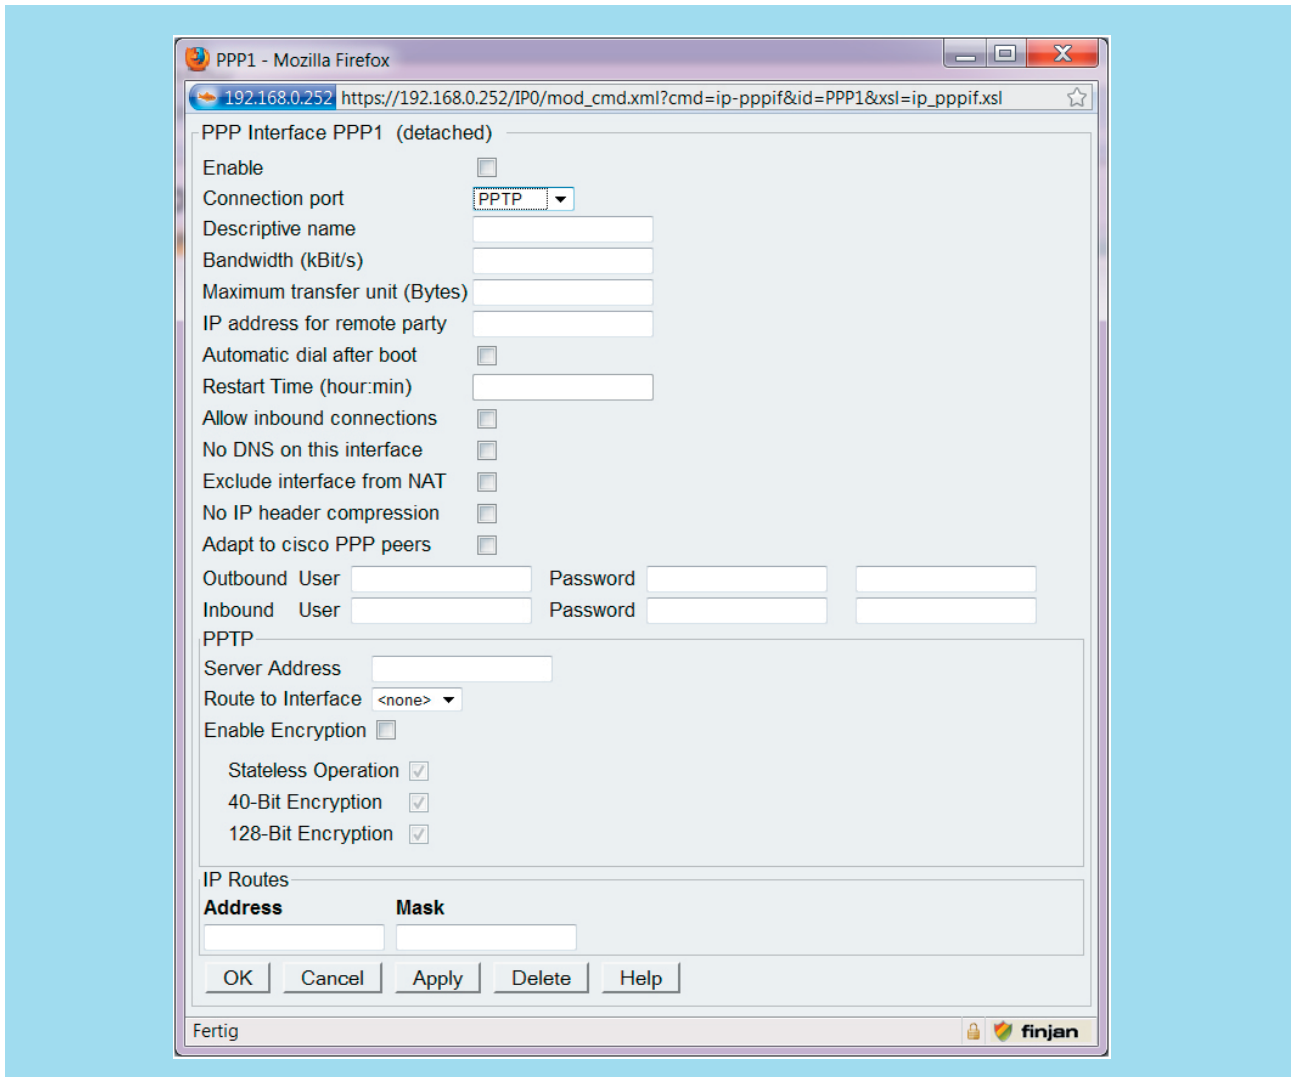 PPP1 - Mozilla Firefox
192.168.0.252 https://192.168.0.252/IP0/mod_cmd.xml?cmd=ip-pppif&id=PPP1&xsl=ip_pppif.xsl
PPP Interface PPP1 (detached)
Enable
Connection port PPTP
Descriptive name
Bandwidth (kBit/s)
Maximum transfer unit (Bytes)
IP address for remote party
Automatic dial after boot
Restart Time (hour:min)
Allow inbound connections
No DNS on this interface
Exclude interface from NAT
No IP header compression
Adapt to cisco PPP peers
Outbound User Password
Inbound User Password
PPTP
Server Address
Route to Interface <none>
Enable Encryption
Stateless Operation
40-Bit Encryption
128-Bit Encryption
IP Routes
Address Mask
OK Cancel Apply Delete Help
Fertig finjan